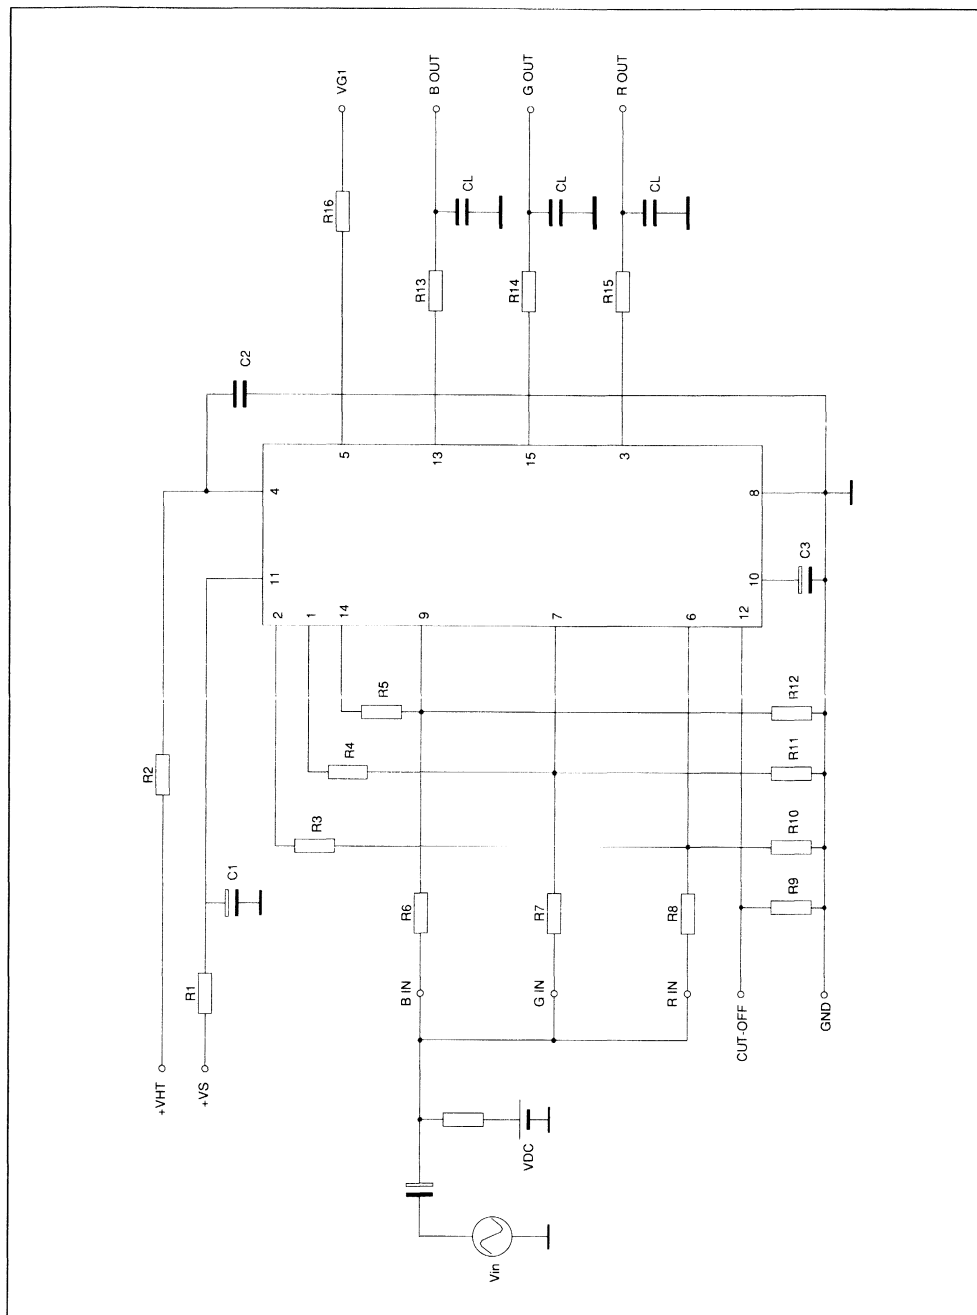 VG1
B OUT
G OUT
R OUT
R16
CL
CL
CL
R13
R14
R15
C2
5
13
15
3
4
8
11
10
C3
2
1
14
9
7
6
12
R5
R12
R4
R11
R2
R3
R10
C1
R6
R7
R8
R9
R1
B IN
G IN
R IN
CUT-OFF
GND
+VHT
+VS
VDC
Vin